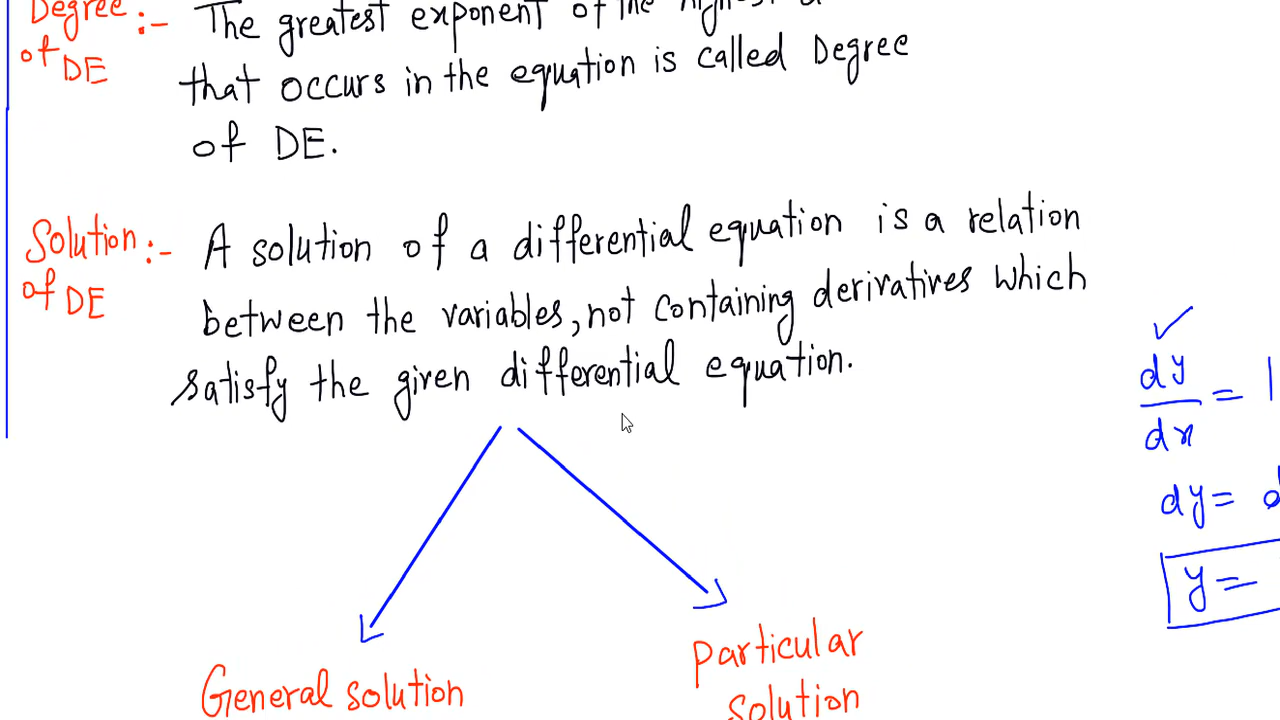 Degree :- The greatest exponent of the
of DE that occurs in the equation is called Degree
of DE.
Solution :- A solution of a differential equation is a relation
of DE between the variables, not containing derivatives which
satisfy the given differential equation.
dy/dx = 1
dy =
y =
General solution
Particular
solution